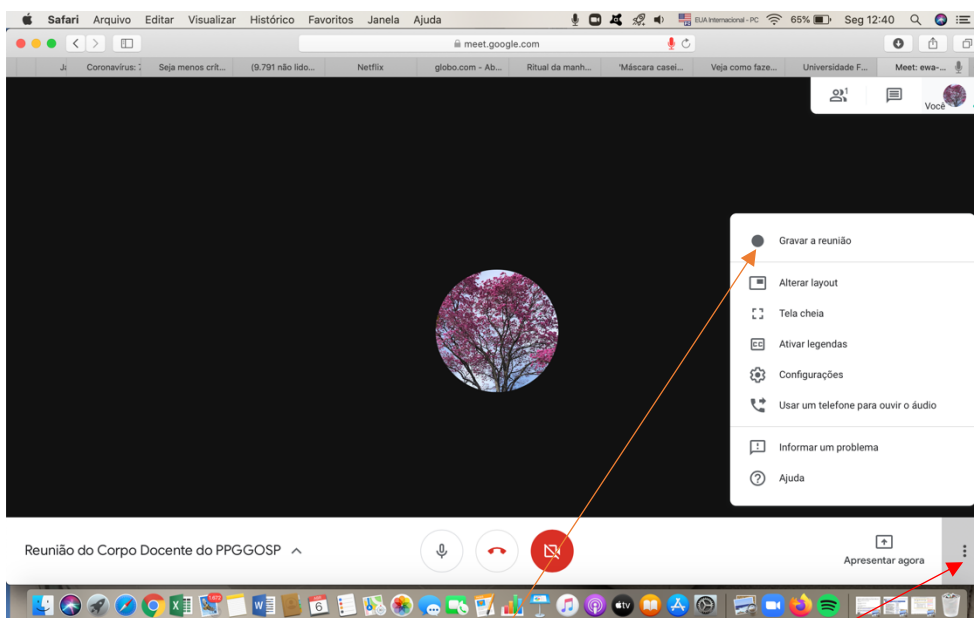 Safari Arquivo Editar Visualizar Histórico Favoritos Janela Ajuda EUA Internacional - PC 65% Seg 12:40
meet.google.com
Coronavírus: Seja menos crít... (9.791 não lido... Netflix globo.com - Ab... Ritual da manh... 'Máscara casei... Veja como faze... Universidade F... Meet: ewa-...
1
Você
Gravar a reunião
Alterar layout
Tela cheia
CC Ativar legendas
Configurações
Usar um telefone para ouvir o áudio
Informar um problema
Ajuda
Reunião do Corpo Docente do PPGGOSP
Apresentar agora
6
tv